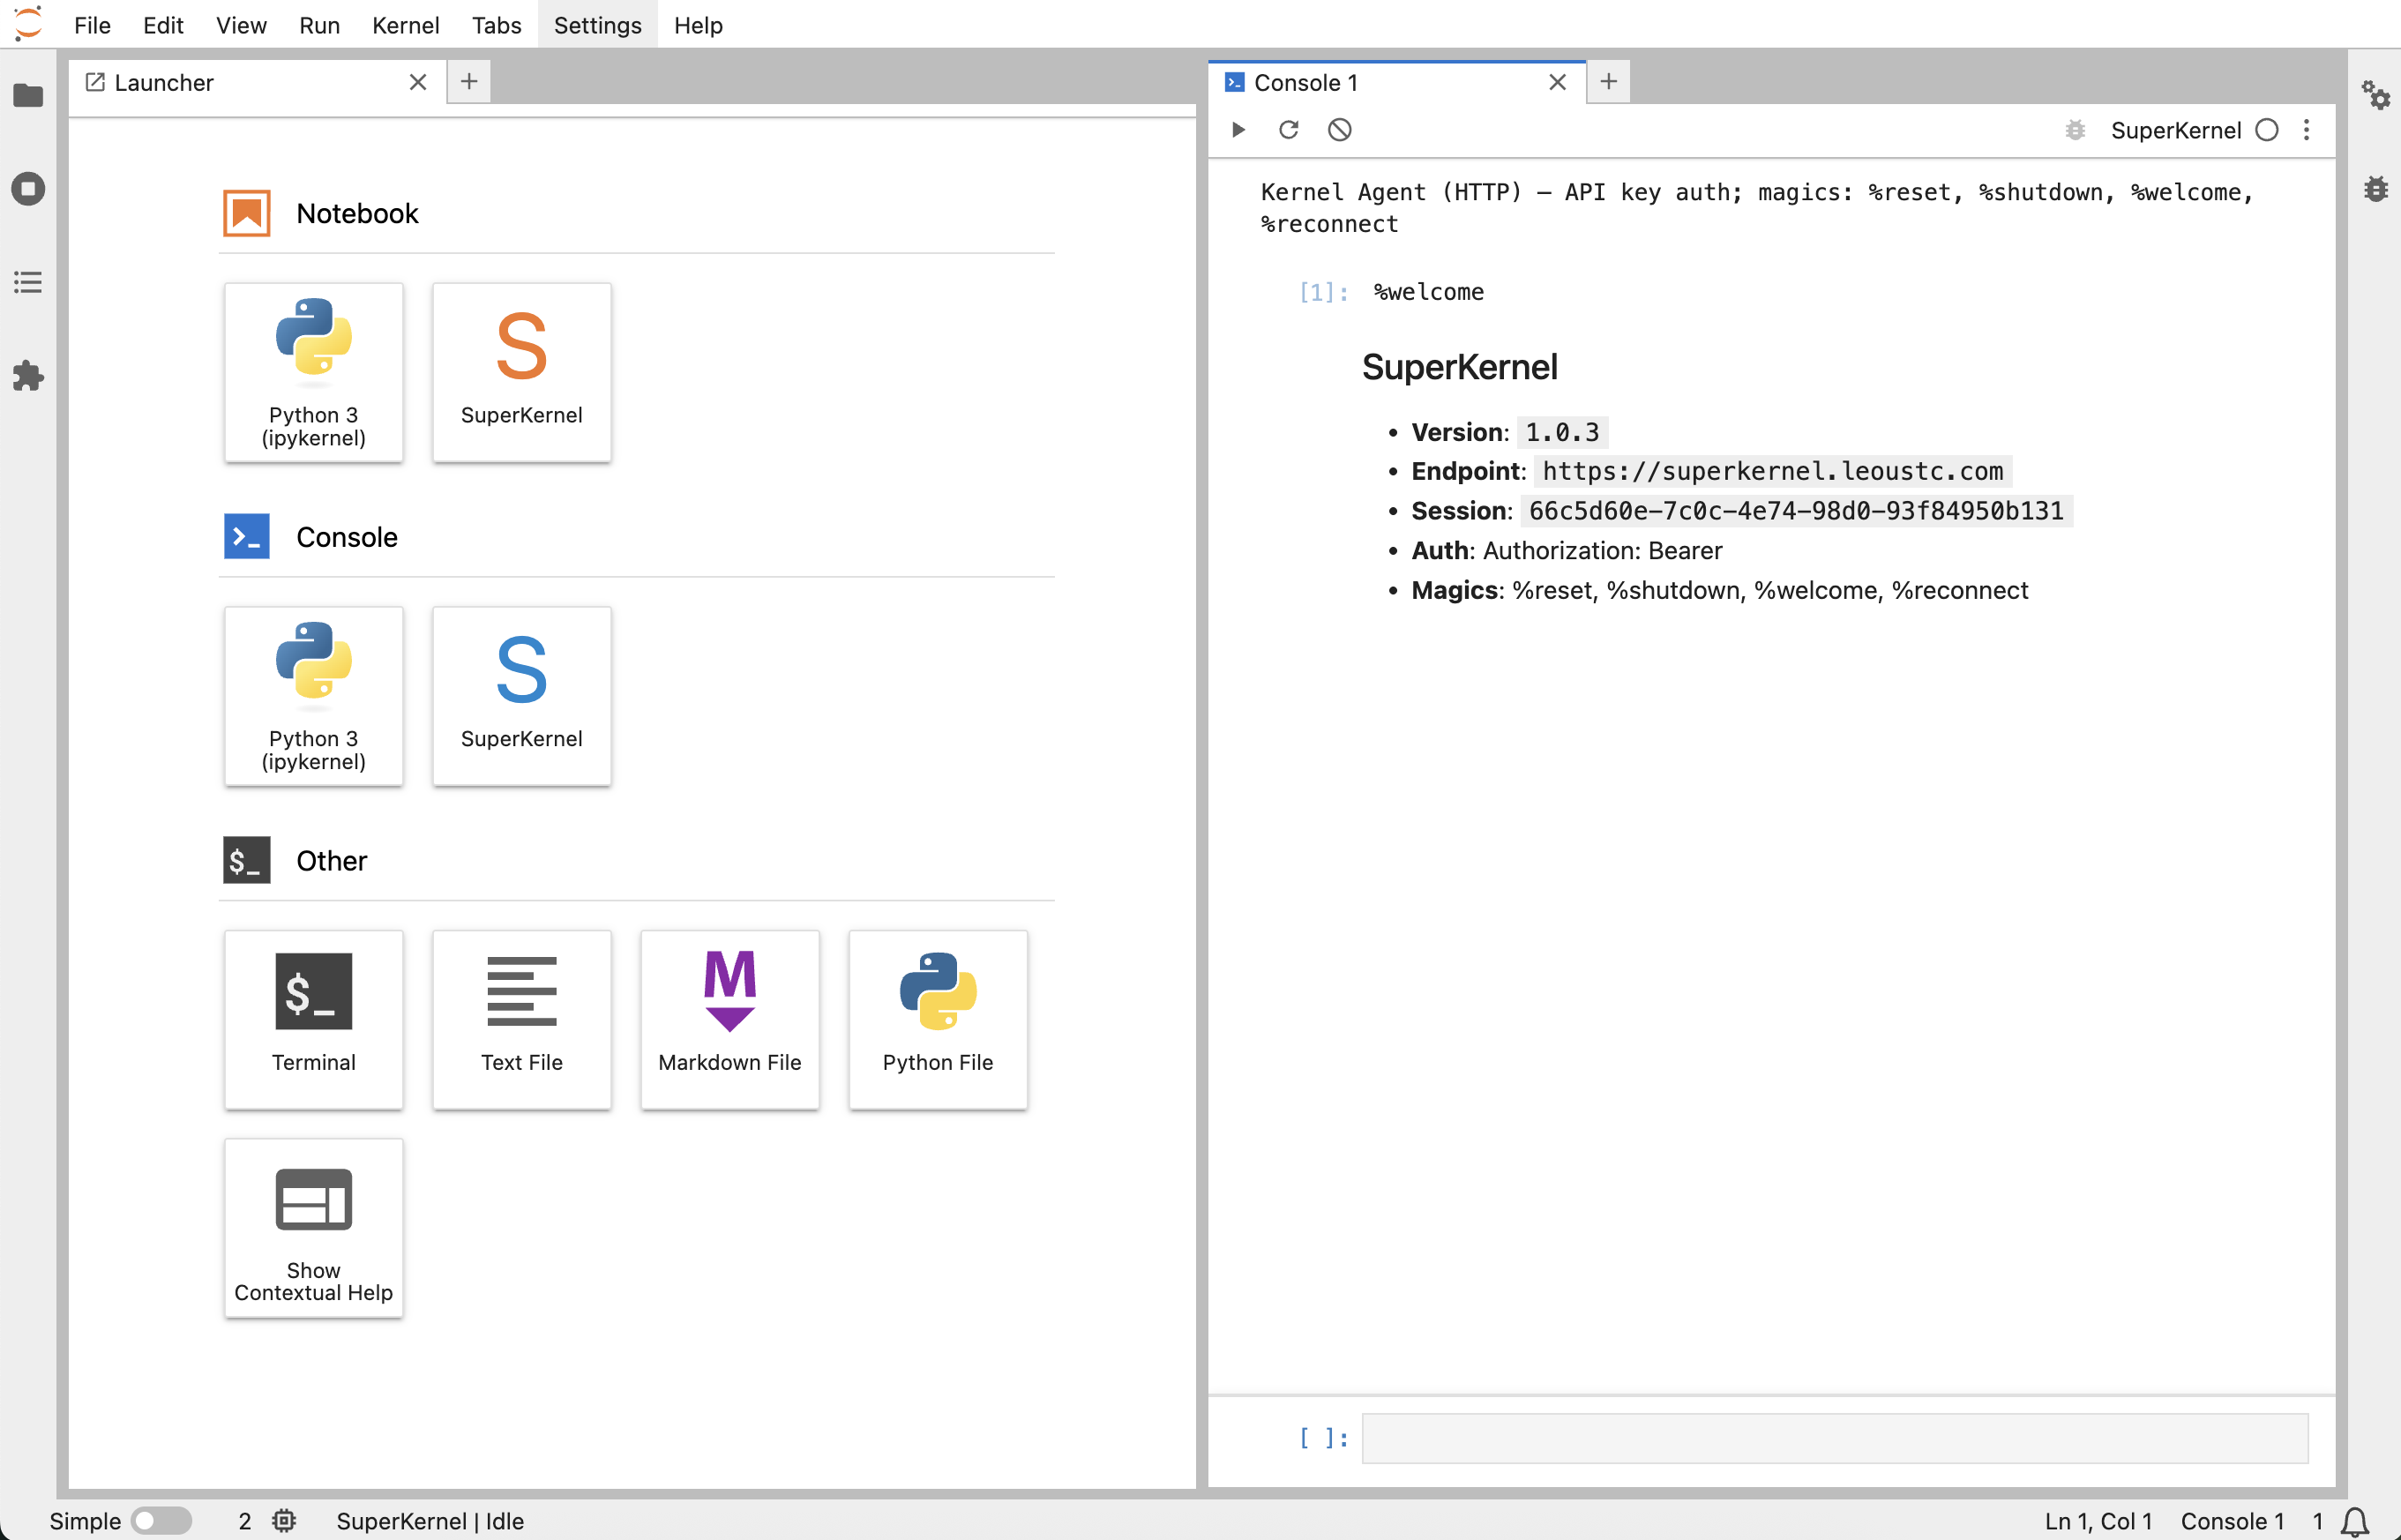 File Edit View Run Kernel Tabs Settings Help
Launcher
Notebook
Python 3
(ipykernel)
SuperKernel
Console
Python 3
(ipykernel)
SuperKernel
Other
$_
Terminal
Text File
Markdown File
Python File
Show
Contextual Help
Console 1
SuperKernel
Kernel Agent (HTTP) — API key auth; magics: %reset, %shutdown, %welcome,
%reconnect
[1]: %welcome
SuperKernel
• Version: 1.0.3
• Endpoint: https://superkernel.leoustc.com
• Session: 66c5d60e-7c0c-4e74-98d0-93f84950b131
• Auth: Authorization: Bearer
• Magics: %reset, %shutdown, %welcome, %reconnect
[ ]:
Simple 2 SuperKernel | Idle Ln 1, Col 1 Console 1 1